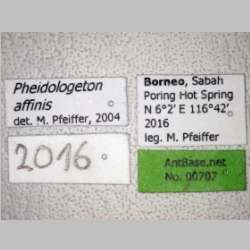 Pheidologeton
affinis
det. M. Pfeiffer, 2004
2016
Borneo, Sabah
Poring Hot Spring
N 6°2' E 116°42'
2016
leg. M. Pfeiffer
AntBase.net
No. 00707